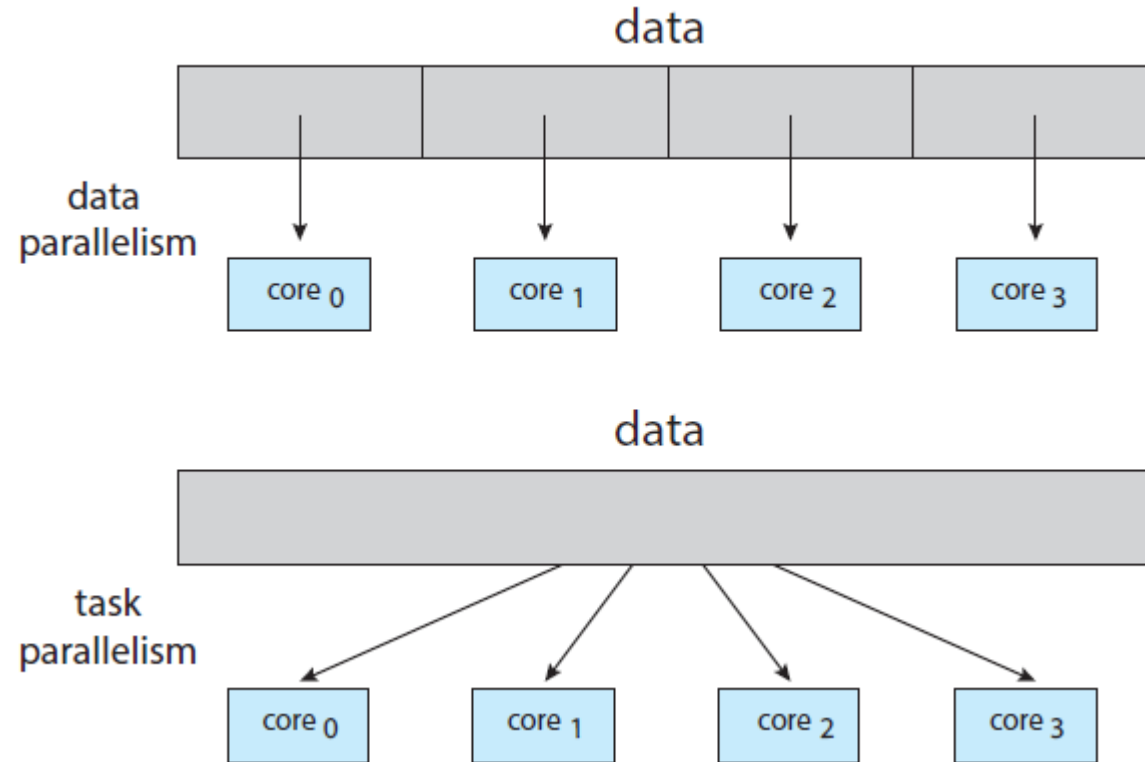 data
data
parallelism
core 0
core 1
core 2
core 3
data
task
parallelism
core 0
core 1
core 2
core 3